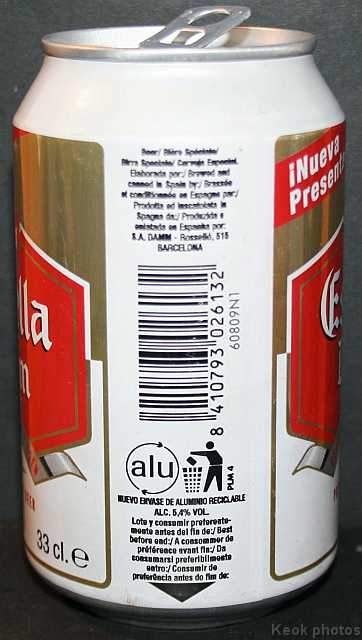 Beer/ Bière Spéciale/
Birra Speciale/ Cerveja Especial.
Elaborada por:/ Brewed and
canned in Spain by:/ Brassée
et conditionnée en Espagne par:/
Prodotta ed inscatolata in
Spagna da:/ Produzida e
enlatada en Espanha por:
S.A. DAMM - Rosselló, 515
BARCELONA
¡Nueva
Present
lla
m
E
33 cl. e
8 410793 026132
60809N1
alu
PLM 4
NUEVO ENVASE DE ALUMINIO RECICLABLE
ALC. 5,4% VOL.
Lote y consumir preferente-
mente antes del fin de:/ Best
before end:/ A consommer de
préférence avant fin:/ Da
consumarsi preferibilmente
entro:/ Consumir de
preferência antes do fim de:
Keok photos